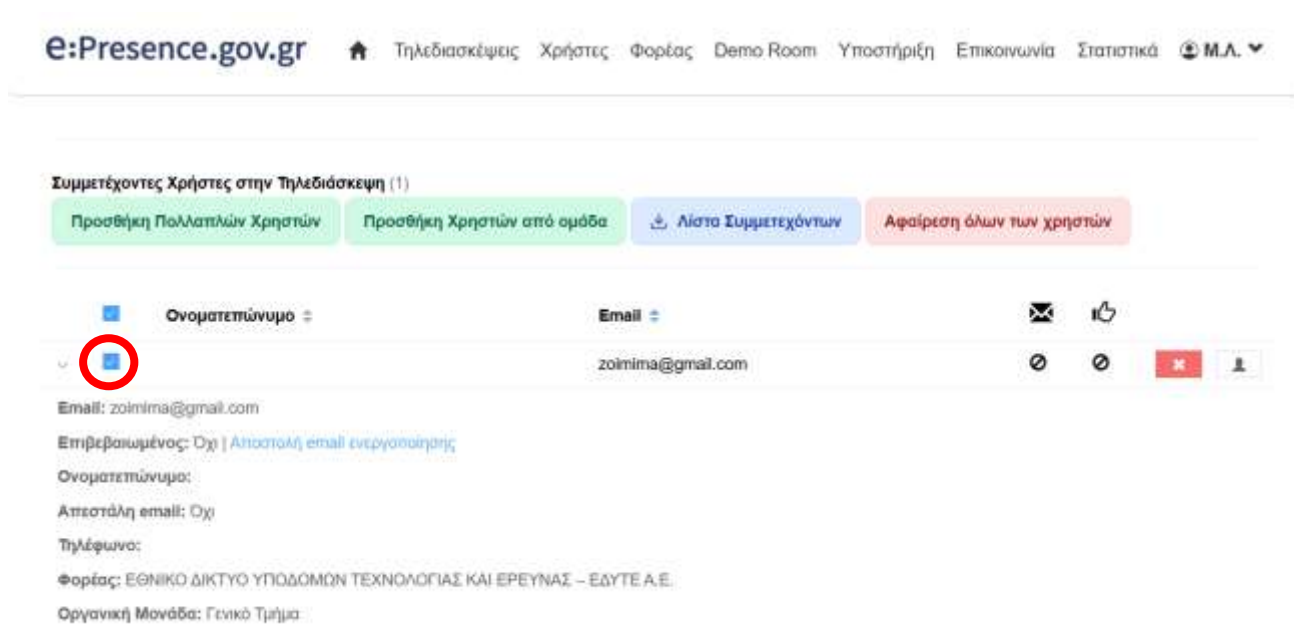 e:Presence.gov.gr Τηλεδιασκέψεις Χρήστες Φορέας Demo Room Υποστήριξη Επικοινωνία Στατιστικά Μ.Λ.
Συμμετέχοντες Χρήστες στην Τηλεδιάσκεψη (1)
Προσθήκη Πολλαπλών Χρηστών Προσθήκη Χρηστών από ομάδα Λίστα Συμμετεχόντων Αφαίρεση όλων των χρηστών
Ονοματεπώνυμο Email
zoimima@gmail.com
Email: zoimima@gmail.com
Επιβεβαιωμένος: Όχι | Αποστολή email ενεργοποίησης
Ονοματεπώνυμο:
Απεστάλη email: Όχι
Τηλέφωνο:
Φορέας: ΕΘΝΙΚΟ ΔΙΚΤΥΟ ΥΠΟΔΟΜΩΝ ΤΕΧΝΟΛΟΓΙΑΣ ΚΑΙ ΕΡΕΥΝΑΣ – ΕΔΥΤΕ Α.Ε.
Οργανική Μονάδα: Γενικό Τμήμα